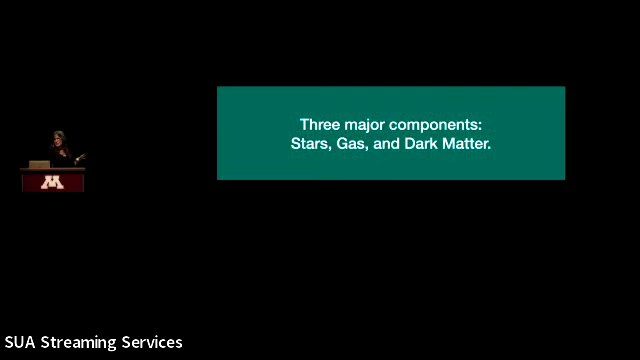 Three major components:
Stars, Gas, and Dark Matter.
M
SUA Streaming Services